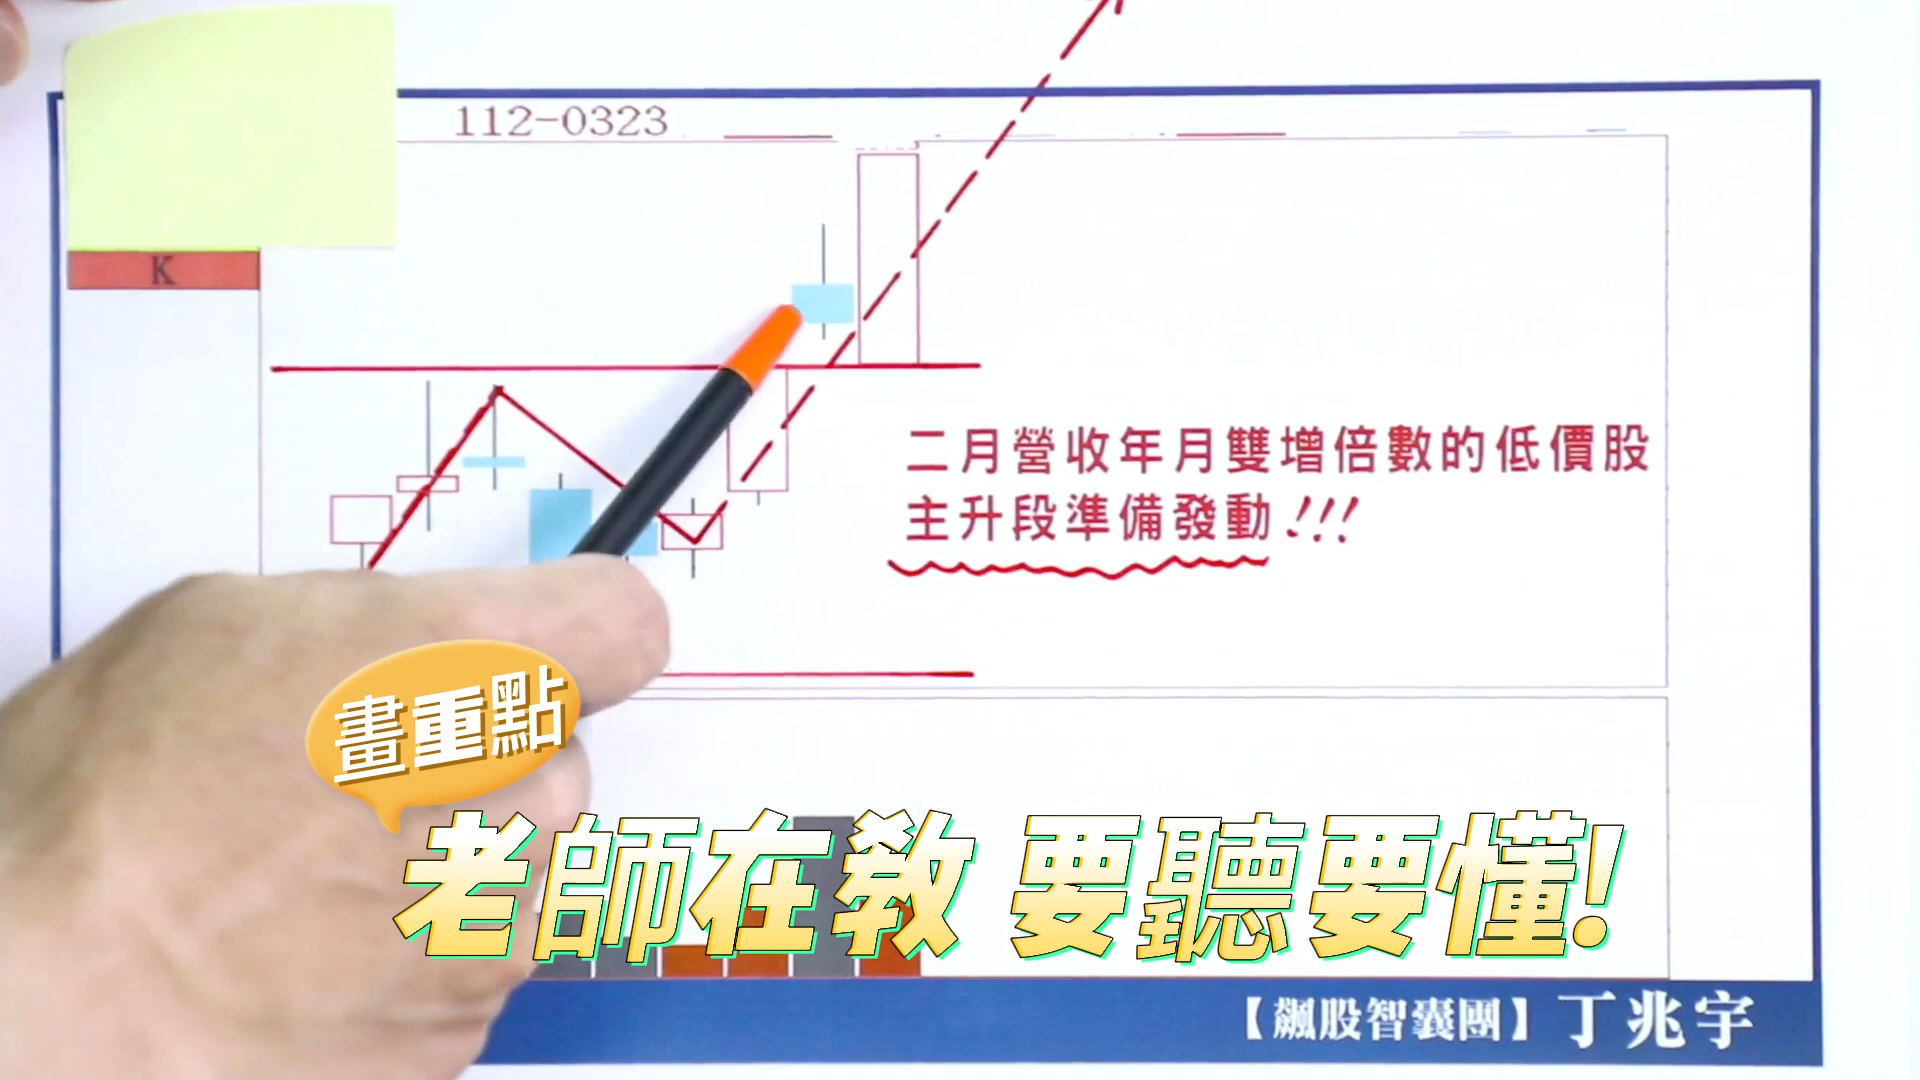 112-0323
K
二月營收年月雙增倍數的低價股
主升段準備發動!!!
畫重點
老師在教 要聽要懂!
【飆股智囊團】丁兆宇